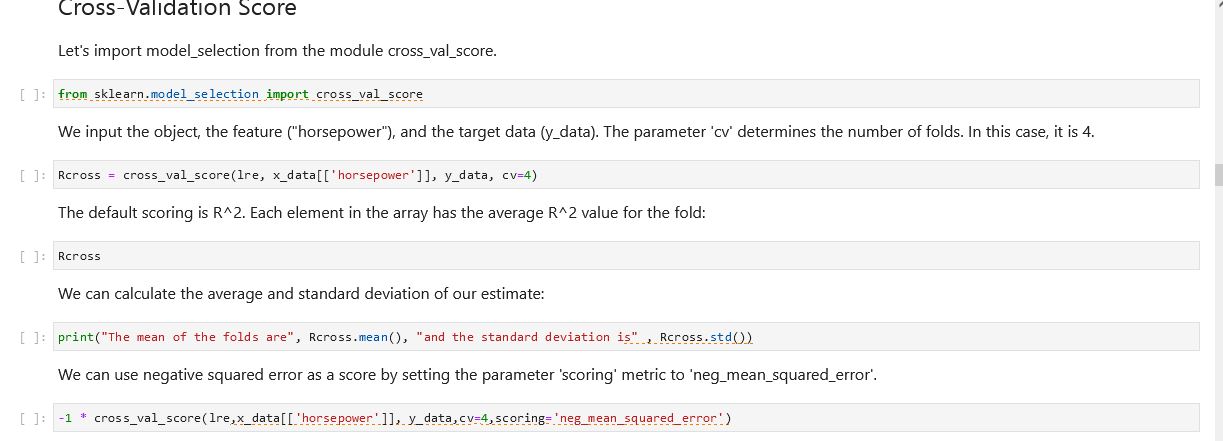 Cross-Validation Score
Let's import model_selection from the module cross_val_score.
[ ]: from sklearn.model_selection import cross_val_score
We input the object, the feature ("horsepower"), and the target data (y_data). The parameter 'cv' determines the number of folds. In this case, it is 4.
[ ]: Rcross = cross_val_score(lre, x_data[['horsepower']], y_data, cv=4)
The default scoring is R^2. Each element in the array has the average R^2 value for the fold:
[ ]: Rcross
We can calculate the average and standard deviation of our estimate:
[ ]: print("The mean of the folds are", Rcross.mean(), "and the standard deviation is" , Rcross.std())
We can use negative squared error as a score by setting the parameter 'scoring' metric to 'neg_mean_squared_error'.
[ ]: -1 * cross_val_score(lre,x_data[['horsepower']], y_data,cv=4,scoring='neg_mean_squared_error')